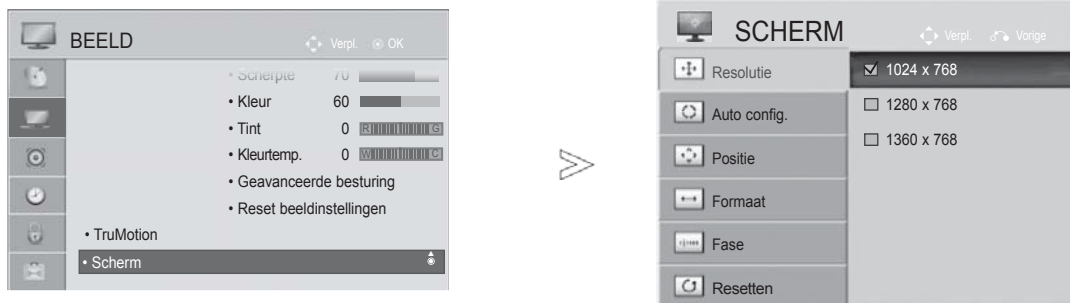 BEELD
Verpl. OK
• Scherpte 70
• Kleur 60
• Tint 0 R G
• Kleurtemp. 0 W C
• Geavanceerde besturing
• Reset beeldinstellingen
• TruMotion
• Scherm
SCHERM
Verpl. Vorige
Resolutie
Auto config.
Positie
Formaat
Fase
Resetten
1024 x 768
1280 x 768
1360 x 768